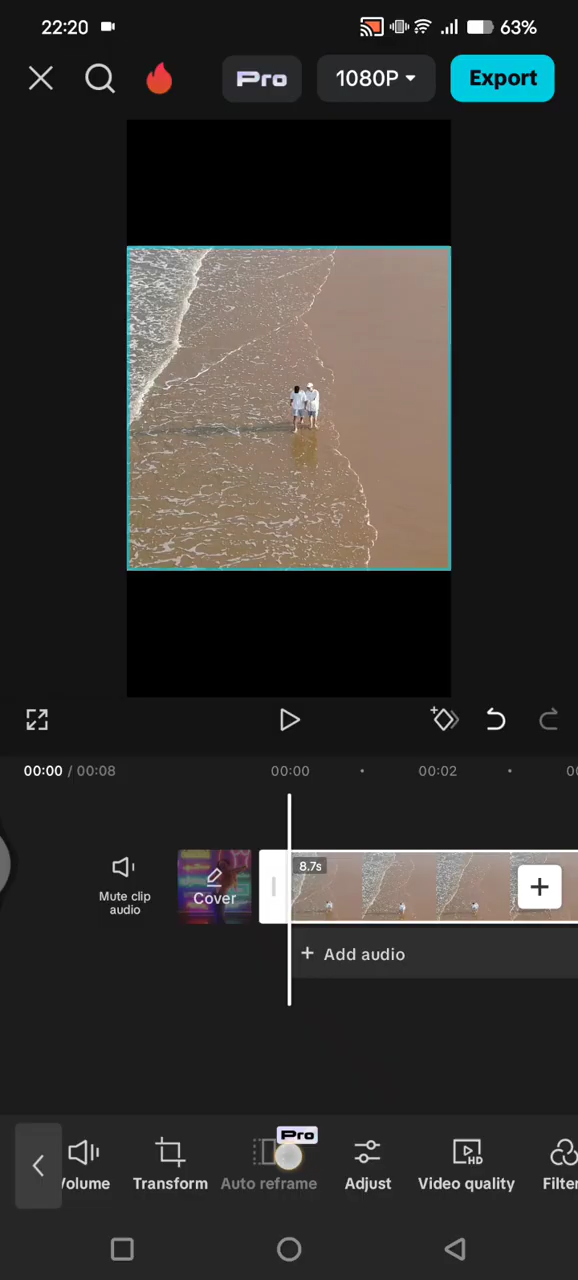 22:20 63%
Pro 1080P Export
00:00 / 00:08 00:00 00:02
8.7s
Mute clip
audio
Cover
Add audio
Pro
Volume Transform Auto reframe Adjust Video quality Filter